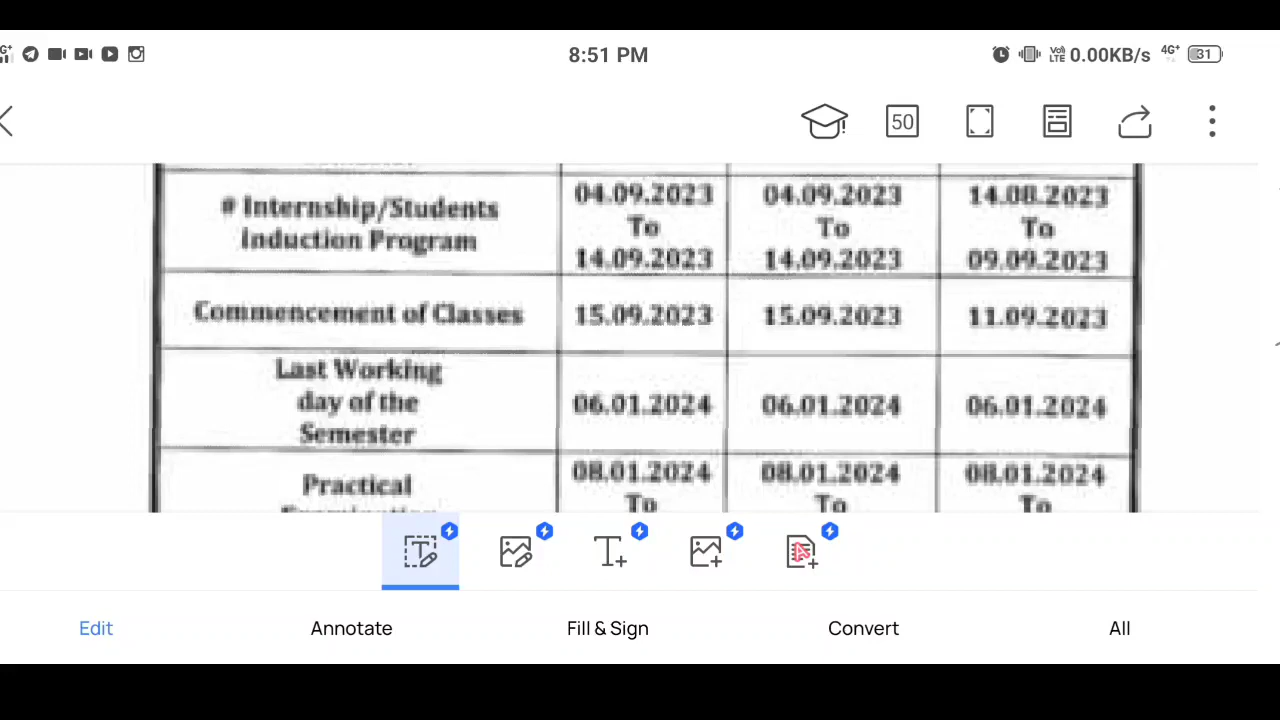 8:51 PM
Vo) LTE 0.00KB/s 4G+ 31
50
# Internship/Students Induction Program
04.09.2023 To 14.09.2023
04.09.2023 To 14.09.2023
14.08.2023 To 09.09.2023
Commencement of Classes 15.09.2023 15.09.2023 11.09.2023
Last Working day of the Semester
06.01.2024 06.01.2024 06.01.2024
Practical
08.01.2024 To
08.01.2024 To
08.01.2024 To
Edit Annotate Fill & Sign Convert All